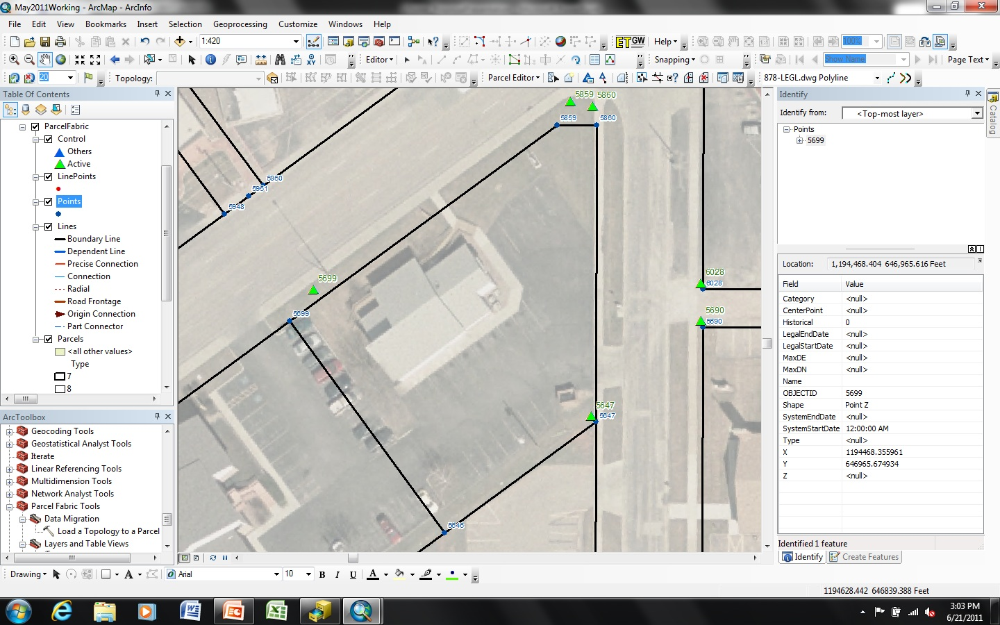 May2011Working - ArcMap - ArcInfo
File Edit View Bookmarks Insert Selection Geoprocessing Customize Windows Help
1:420
ET GW Help 100%
Editor Snapping Show Name Page Text
20 Topology: Parcel Editor 878-LEGL.dwg Polyline
Table Of Contents
ParcelFabric
Control
Others
Active
LinePoints
Points
Lines
Boundary Line
Dependent Line
Precise Connection
Connection
Radial
Road Frontage
Origin Connection
Part Connector
Parcels
<all other values>
Type
7
8
ArcToolbox
Geocoding Tools
Geostatistical Analyst Tools
Iterate
Linear Referencing Tools
Multidimension Tools
Network Analyst Tools
Parcel Fabric Tools
Data Migration
Load a Topology to a Parcel
Layers and Table Views
5859 5860
5859 5860
5950
5951
5948
5699
5699
6028
6028
5690
5690
5647
5647
5646
Identify
Identify from: <Top-most layer>
Points
5699
Location: 1,194,468.404 646,965.616 Feet
Field Value
Category <null>
CenterPoint <null>
Historical 0
LegalEndDate <null>
LegalStartDate <null>
MaxDE <null>
MaxDN <null>
Name
OBJECTID 5699
Shape Point Z
SystemEndDate <null>
SystemStartDate 12:00:00 AM
Type <null>
X 1194468.355961
Y 646965.674934
Z <null>
Identified 1 feature
Identify Create Features
Catalog
Drawing A Arial 10 B I U A
1194628.442 646839.388 Feet
3:03 PM
6/21/2011